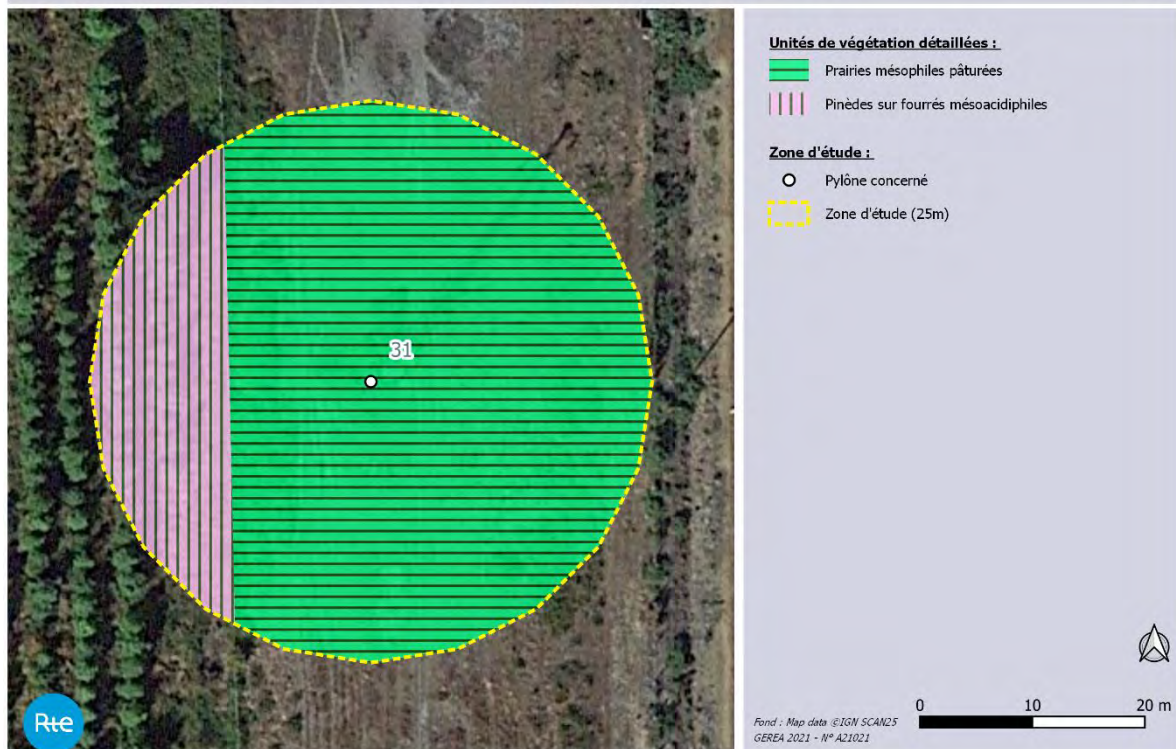 Unités de végétation détaillées :
Prairies mésophiles pâturées
Pinèdes sur fourrés mésoacidiphiles
Zone d'étude :
Pylône concerné
Zone d'étude (25m)
31
Rte
0 10 20 m
Fond : Map data ©IGN SCAN25
GEREA 2021 - N° A21021